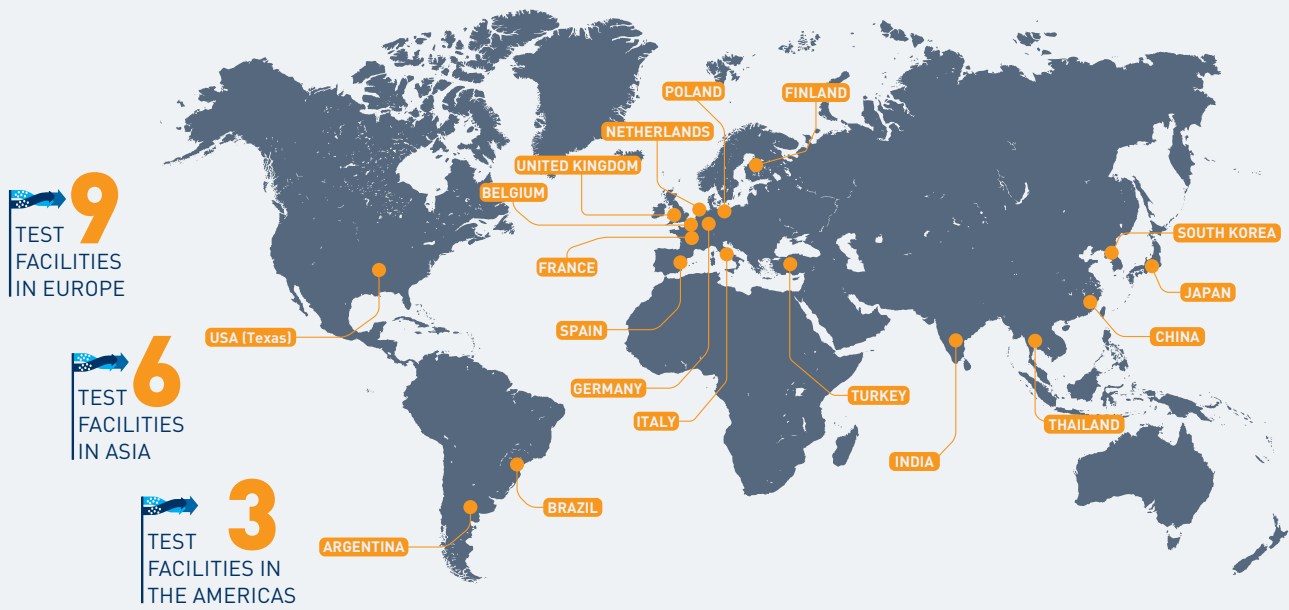 9
TEST
FACILITIES
IN EUROPE
6
TEST
FACILITIES
IN ASIA
3
TEST
FACILITIES IN
THE AMERICAS
POLAND
FINLAND
NETHERLANDS
UNITED KINGDOM
BELGIUM
FRANCE
SPAIN
GERMANY
ITALY
TURKEY
USA (Texas)
BRAZIL
ARGENTINA
SOUTH KOREA
JAPAN
CHINA
THAILAND
INDIA